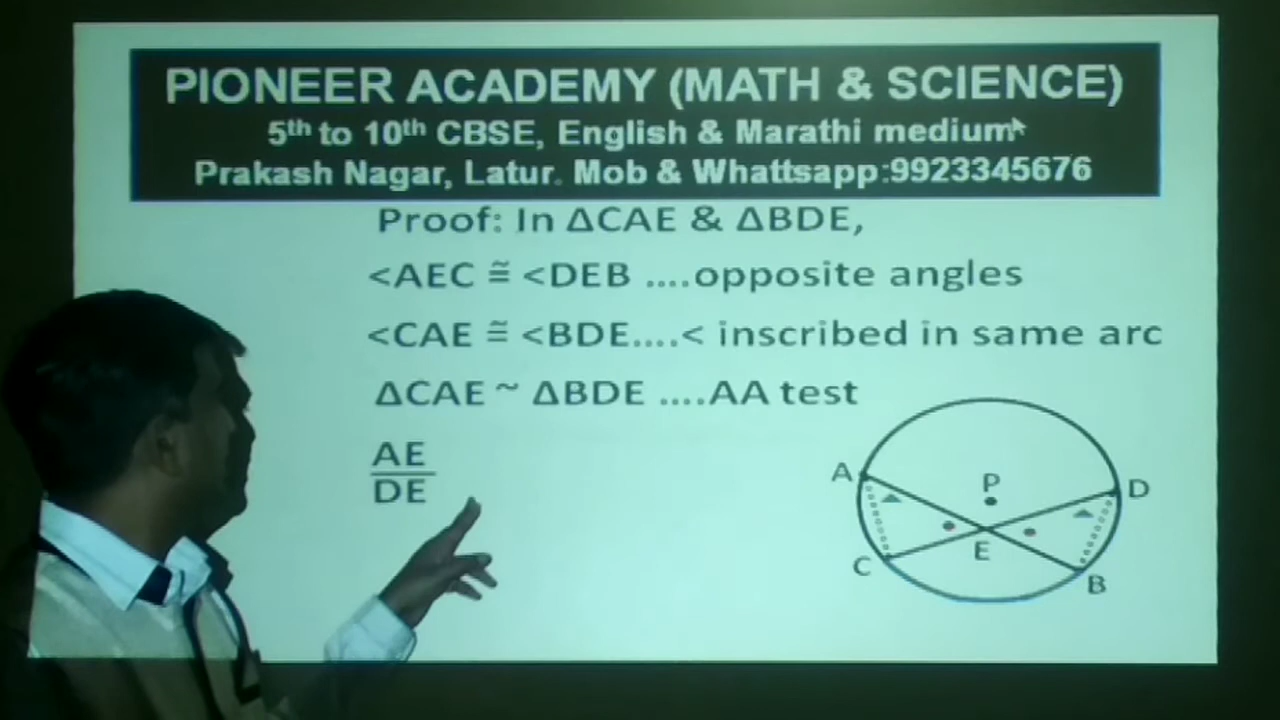 PIONEER ACADEMY (MATH & SCIENCE)
5th to 10th CBSE, English & Marathi medium
Prakash Nagar, Latur. Mob & Whattsapp:9923345676
Proof: In ΔCAE & ΔBDE,
<AEC ≅ <DEB ....opposite angles
<CAE ≅ <BDE....< inscribed in same arc
ΔCAE ~ ΔBDE ....AA test
AE
DE
A
P
D
E
C
B